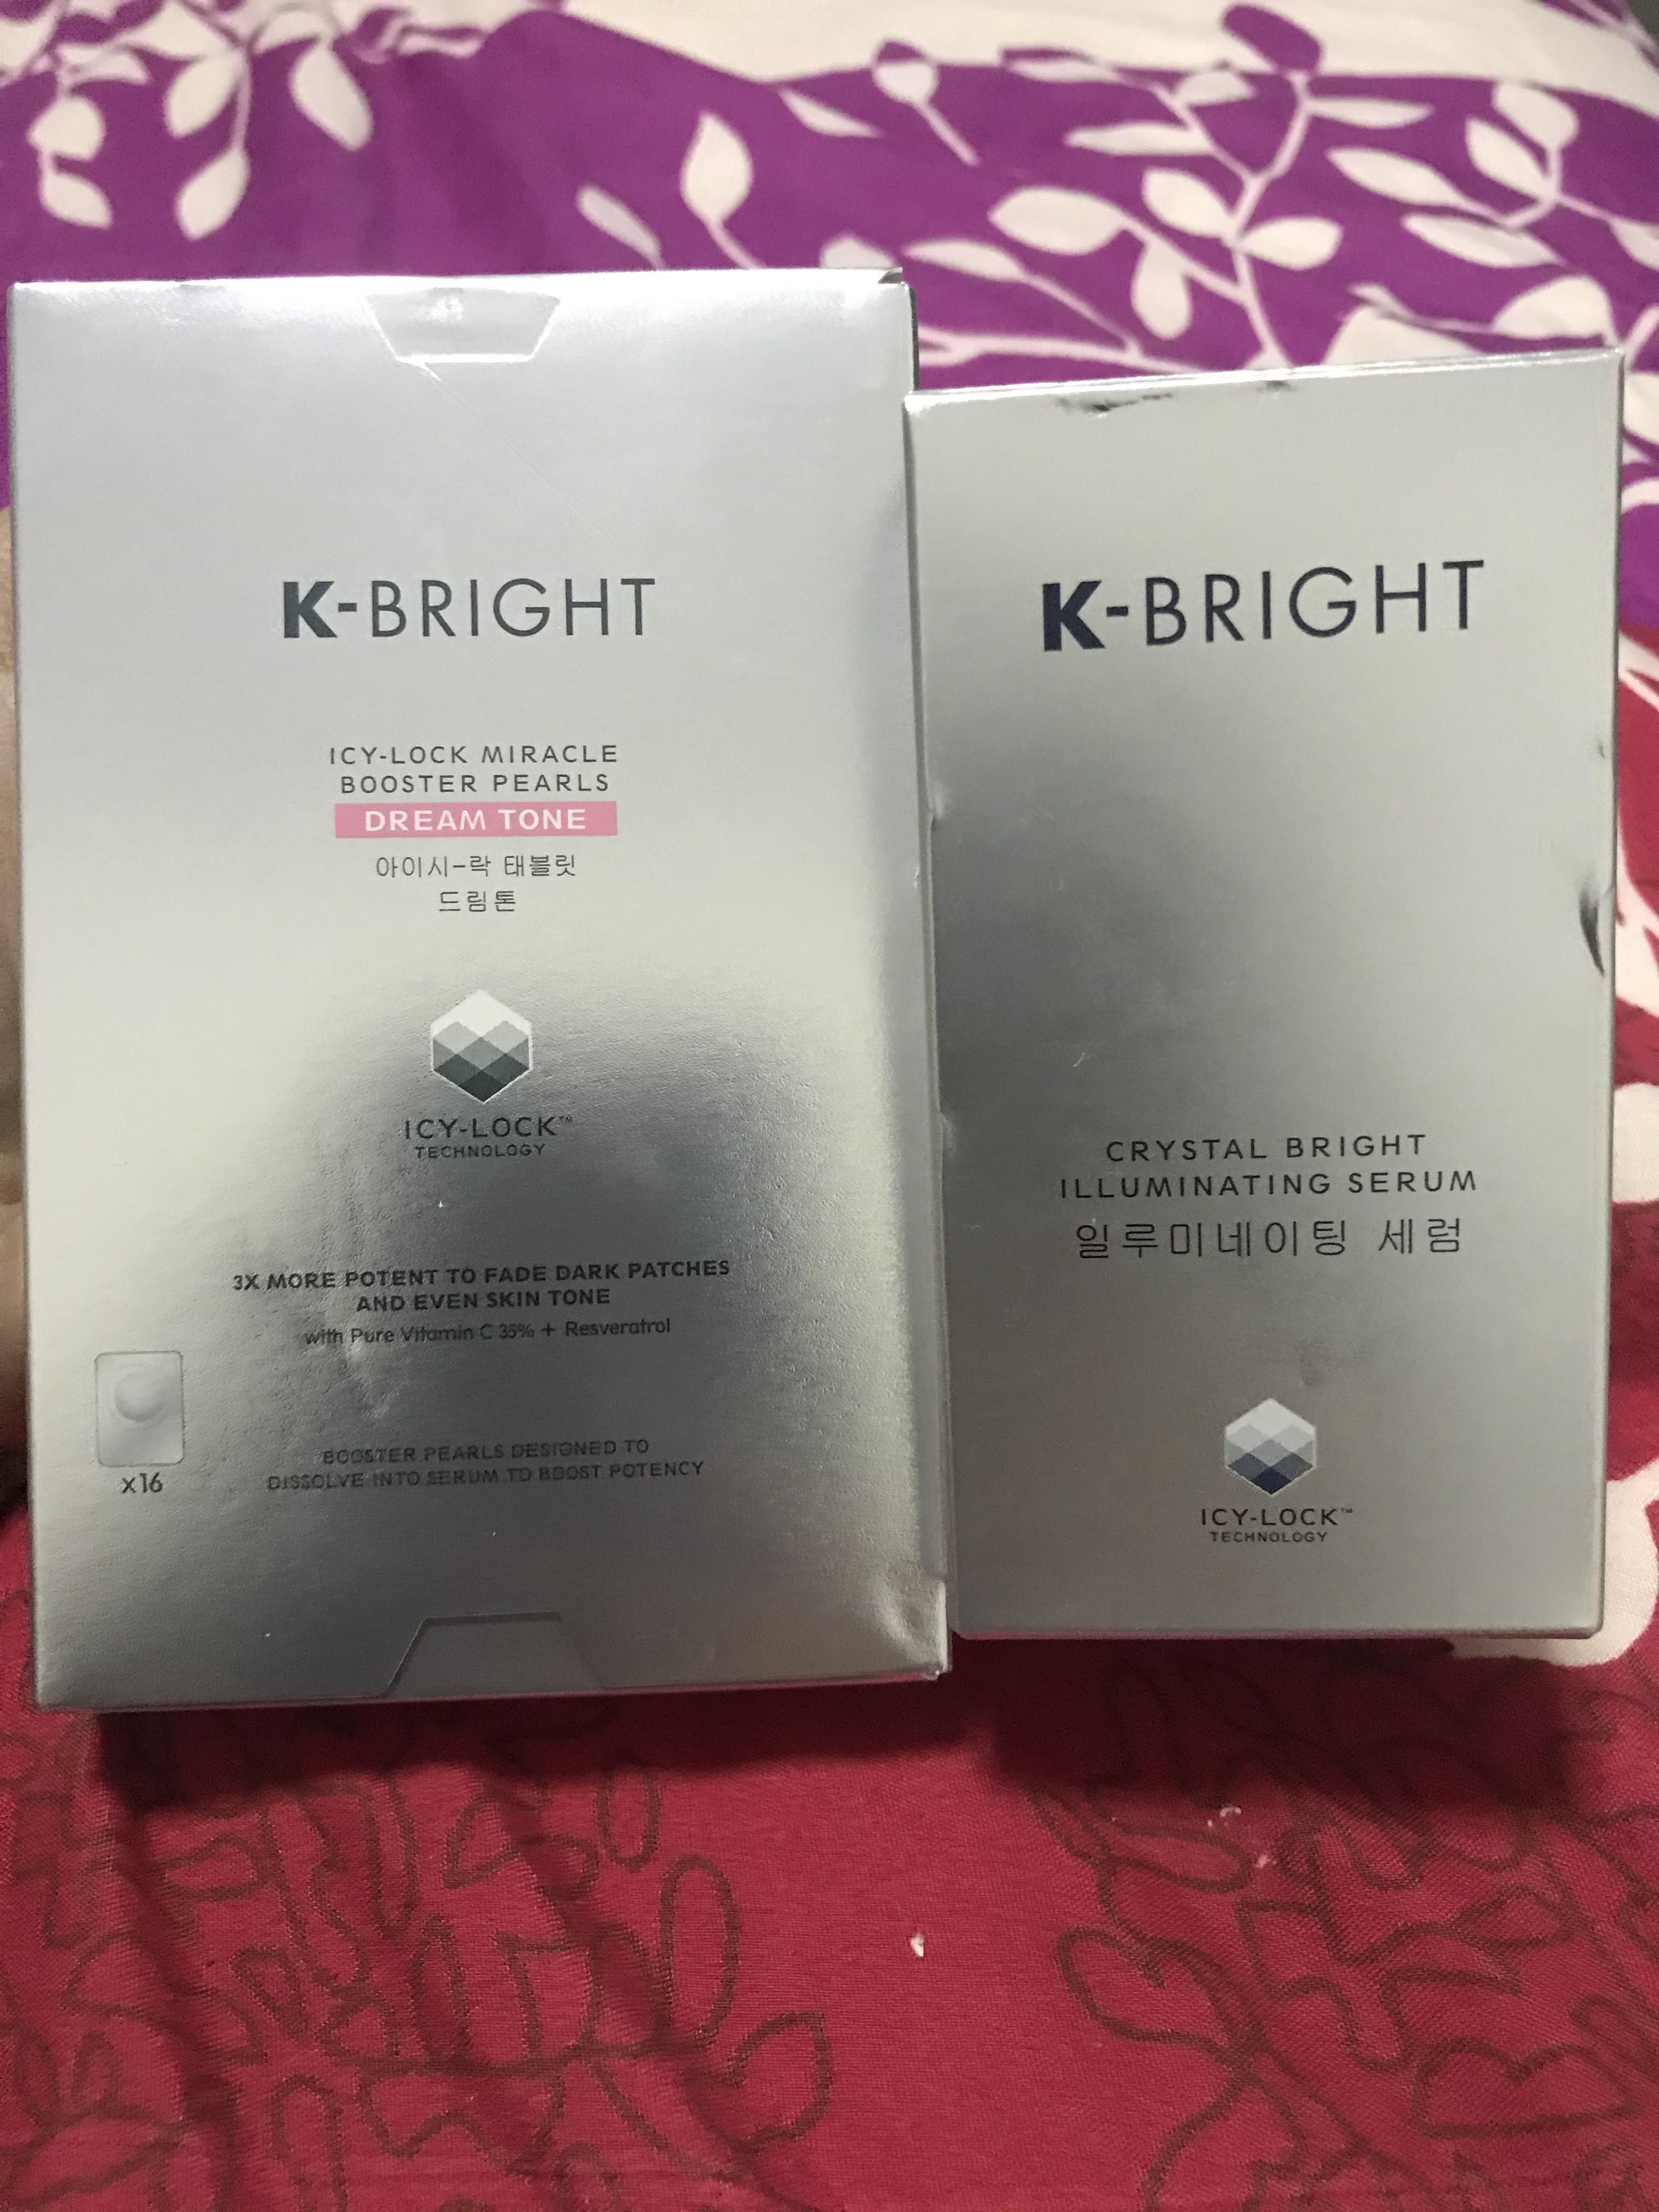 K-BRIGHT
ICY-LOCK MIRACLE
BOOSTER PEARLS
DREAM TONE
아이시-락 태블릿
드림톤
ICY-LOCK™
TECHNOLOGY
3X MORE POTENT TO FADE DARK PATCHES
AND EVEN SKIN TONE
with Pure Vitamin C 35% + Resveratrol
x16
BOOSTER PEARLS DESIGNED TO
DISSOLVE INTO SERUM TO BOOST POTENCY
K-BRIGHT
CRYSTAL BRIGHT
ILLUMINATING SERUM
일루미네이팅 세럼
ICY-LOCK™
TECHNOLOGY